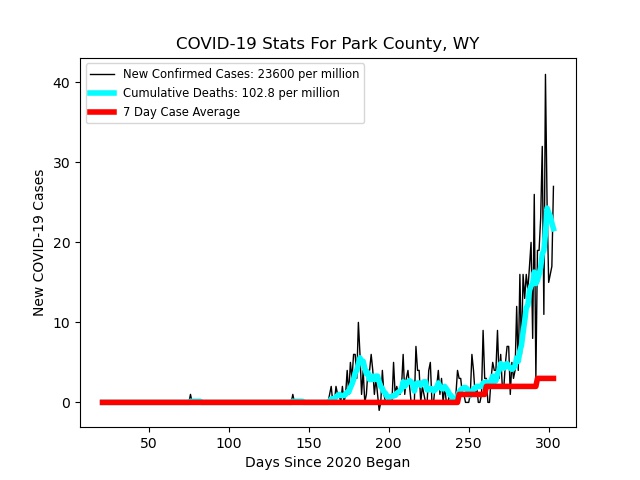 COVID-19 Stats For Park County, WY
New Confirmed Cases: 23600 per million
Cumulative Deaths: 102.8 per million
7 Day Case Average
New COVID-19 Cases
40
30
20
10
0
50 100 150 200 250 300
Days Since 2020 Began